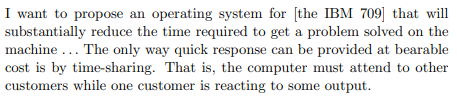 I want to propose an operating system for [the IBM 709] that will
substantially reduce the time required to get a problem solved on the
machine ... The only way quick response can be provided at bearable
cost is by time-sharing. That is, the computer must attend to other
customers while one customer is reacting to some output.